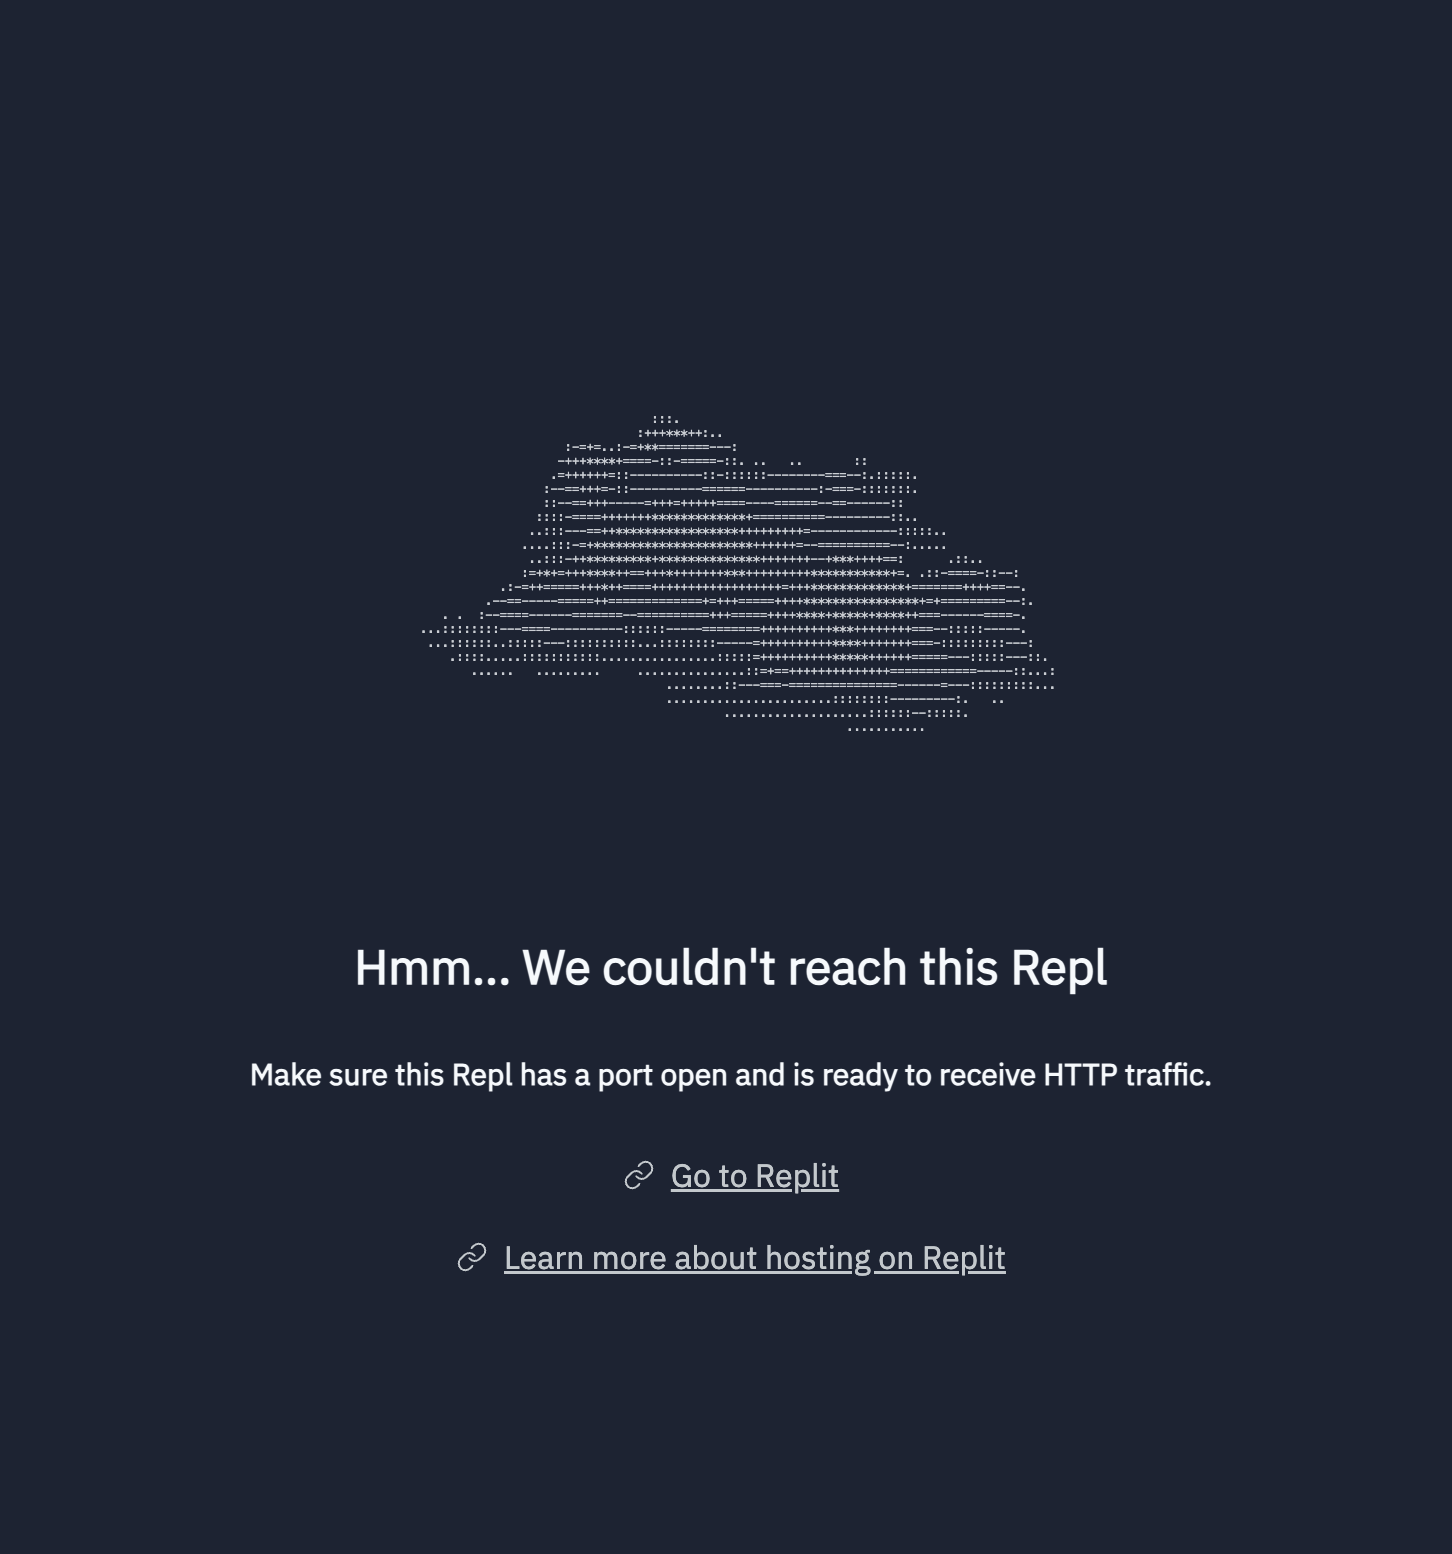 Hmm... We couldn't reach this Repl
Make sure this Repl has a port open and is ready to receive HTTP traffic.
Go to Replit
Learn more about hosting on Replit